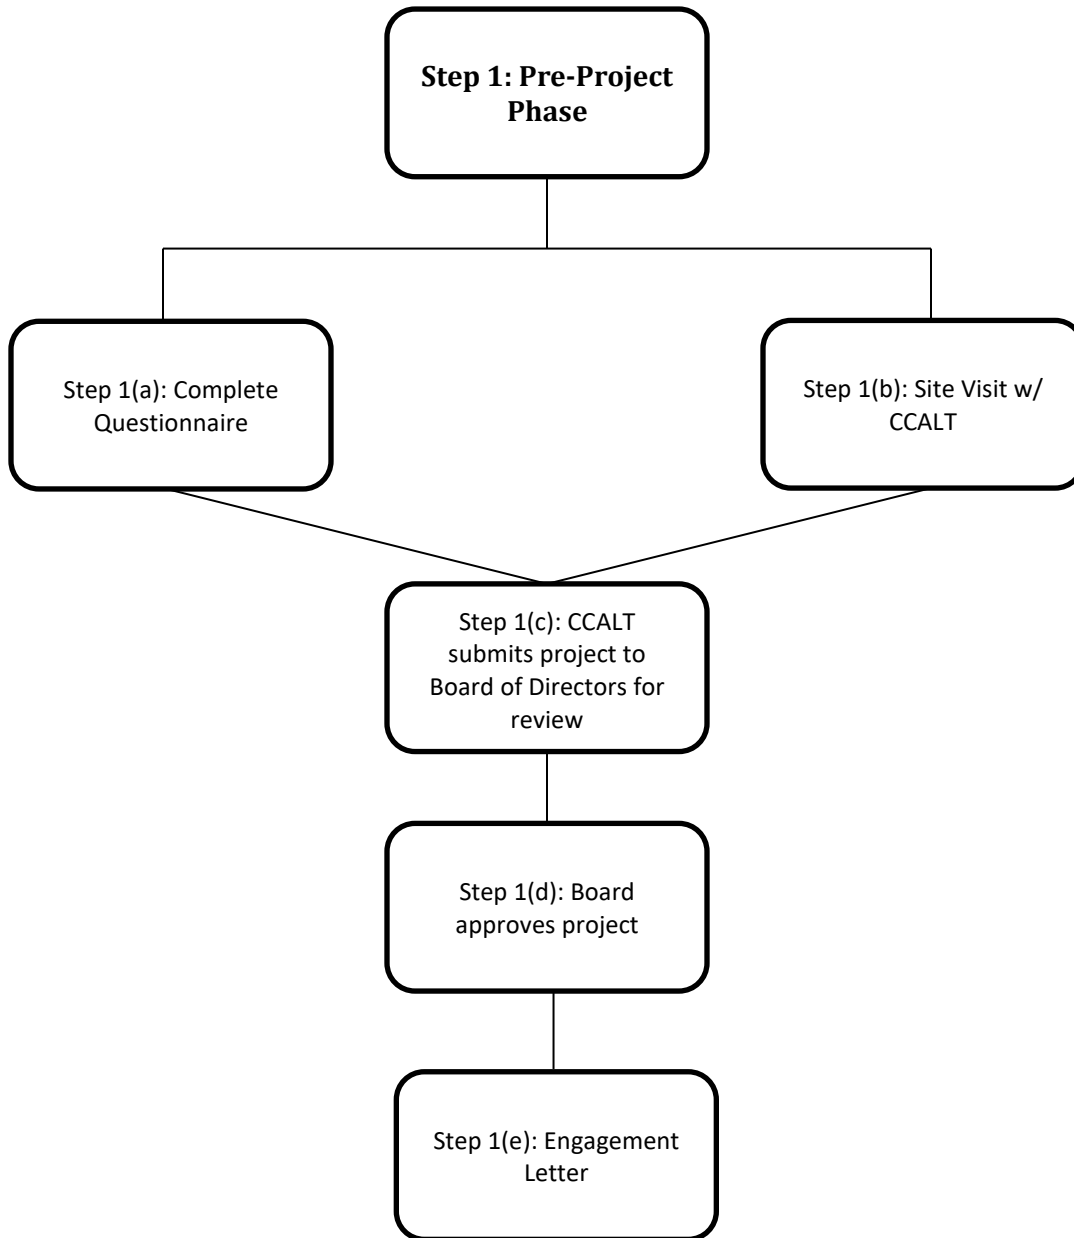 Step 1: Pre-Project
Phase
Step 1(a): Complete
Questionnaire
Step 1(b): Site Visit w/
CCALT
Step 1(c): CCALT
submits project to
Board of Directors for
review
Step 1(d): Board
approves project
Step 1(e): Engagement
Letter